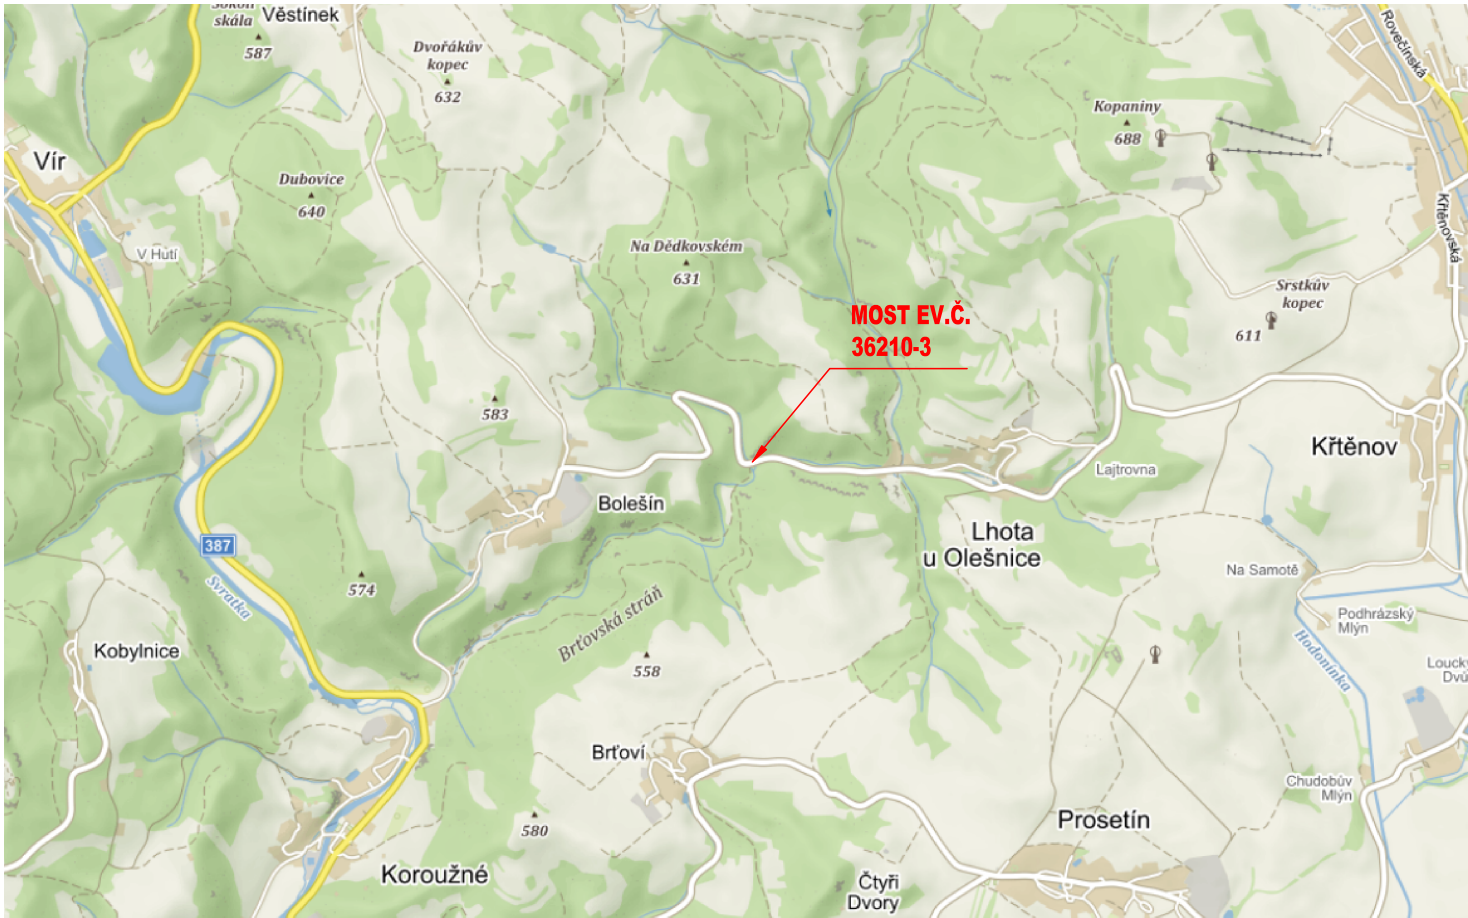 Sokolí
skála
587
Věstínek
Dvořákův
kopec
632
Rovečínská
Kopaniny
688
Vír
Dubovice
640
V Hutí
Na Dědkovském
631
Křtěnovská
Srstkův
kopec
611
MOST EV.Č.
36210-3
583
Křtěnov
Lajtrovna
Bolešín
Lhota
u Olešnice
387
574
Svratka
Na Samotě
Podhrázský
Mlýn
Hodonínka
Brťovská stráň
558
Kobylnice
Loucký
Dvů
Brťoví
Chudobův
Mlýn
580
Prosetín
Koroužné
Čtyři
Dvory